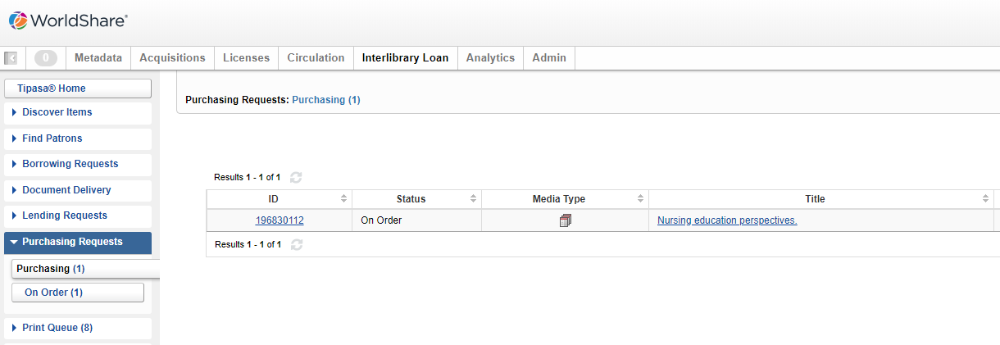 WorldShare®
0 Metadata Acquisitions Licenses Circulation Interlibrary Loan Analytics Admin
Tipasa® Home
Discover Items
Find Patrons
Borrowing Requests
Document Delivery
Lending Requests
Purchasing Requests
Purchasing (1)
On Order (1)
Print Queue (8)
Purchasing Requests: Purchasing (1)
Results 1 - 1 of 1
ID Status Media Type Title
196830112 On Order Nursing education perspectives.
Results 1 - 1 of 1